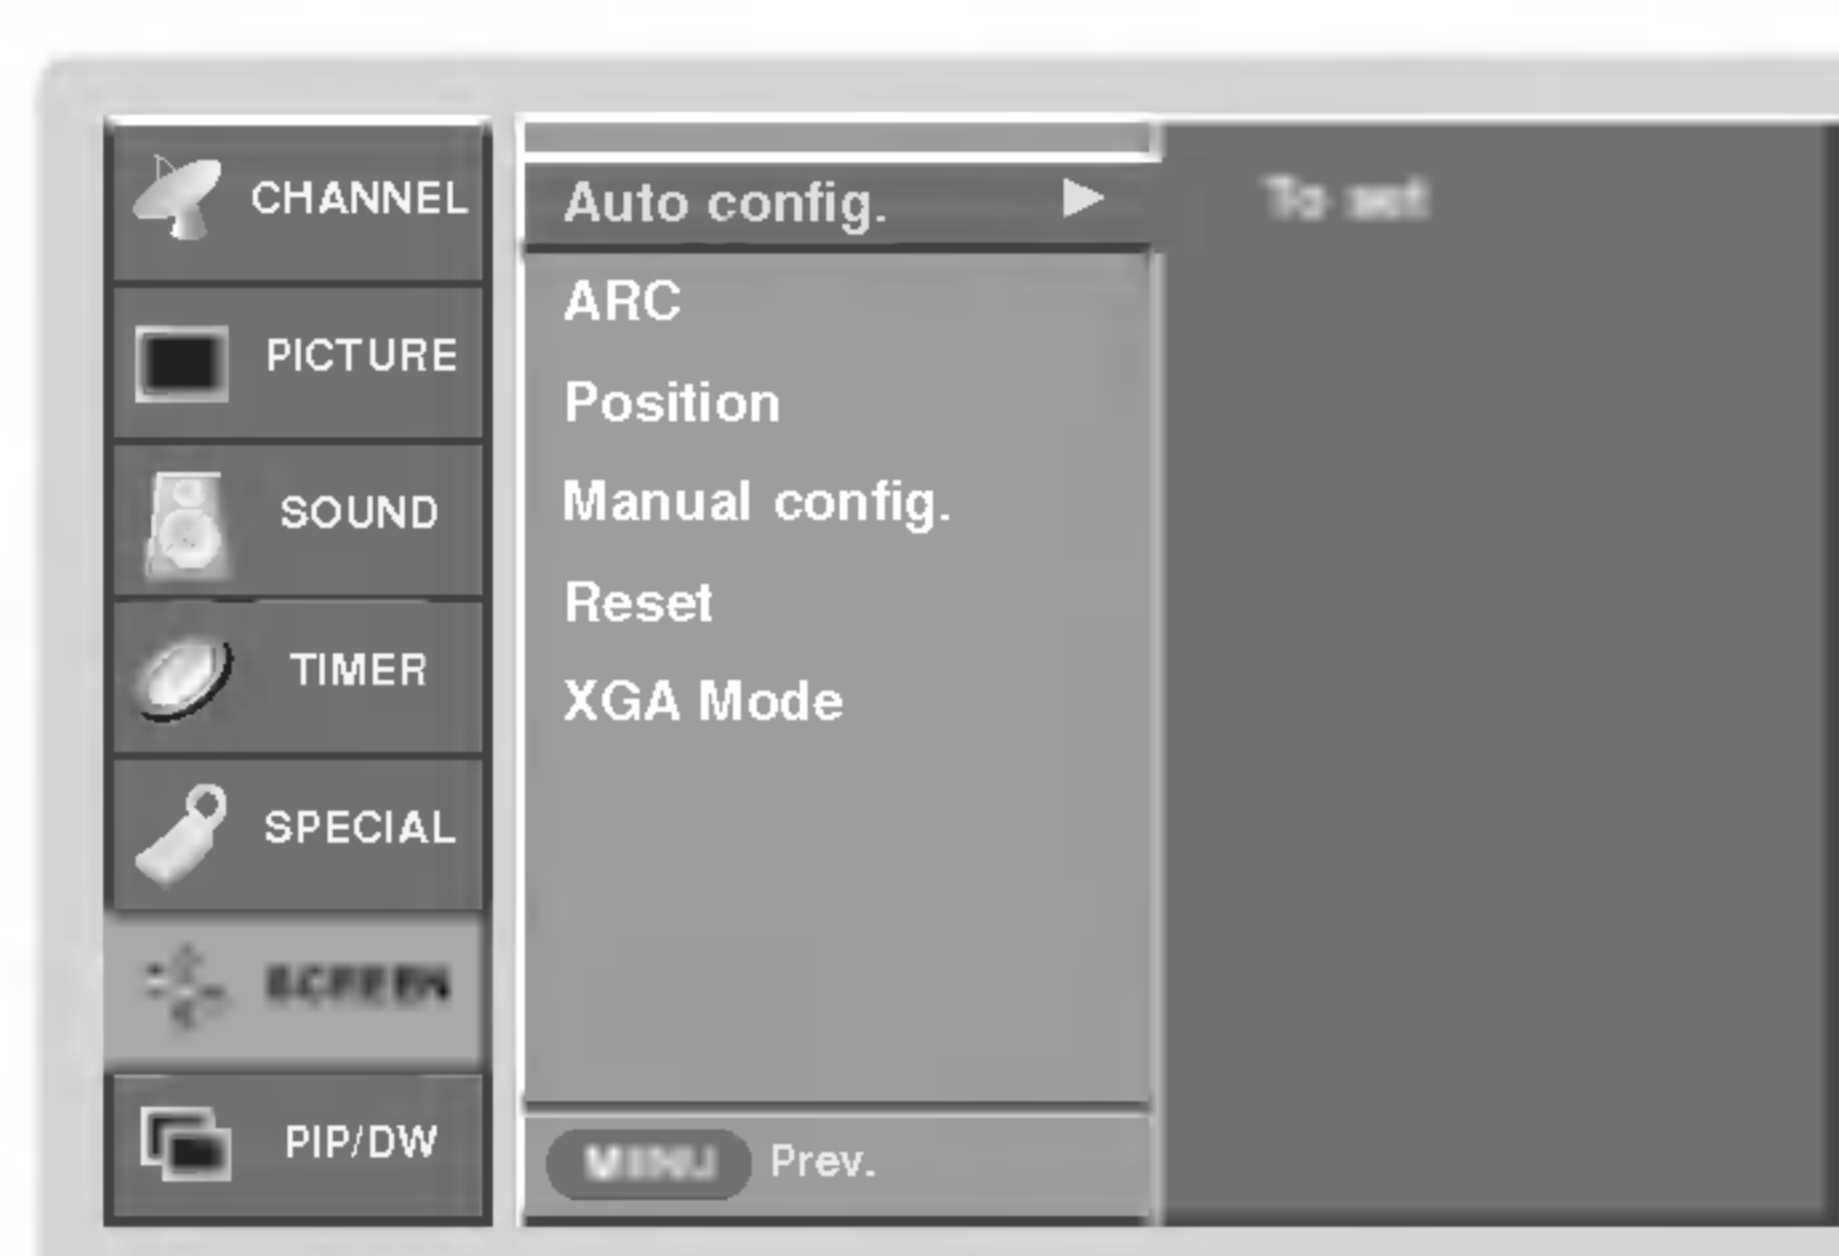 CHANNEL
PICTURE
SOUND
TIMER
SPECIAL
SCREEN
PIP/DW
Auto config.
ARC
Position
Manual config.
Reset
XGA Mode
Prev.
To set